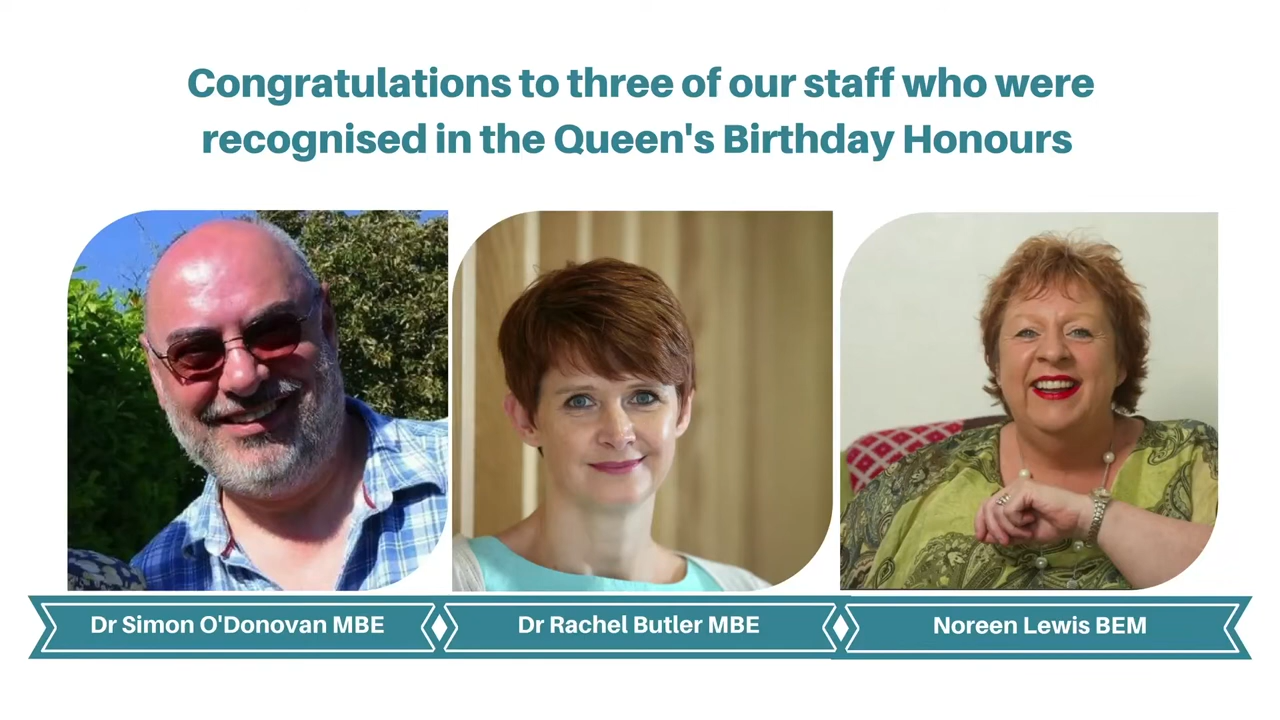 Congratulations to three of our staff who were
recognised in the Queen's Birthday Honours
Dr Simon O'Donovan MBE
Dr Rachel Butler MBE
Noreen Lewis BEM